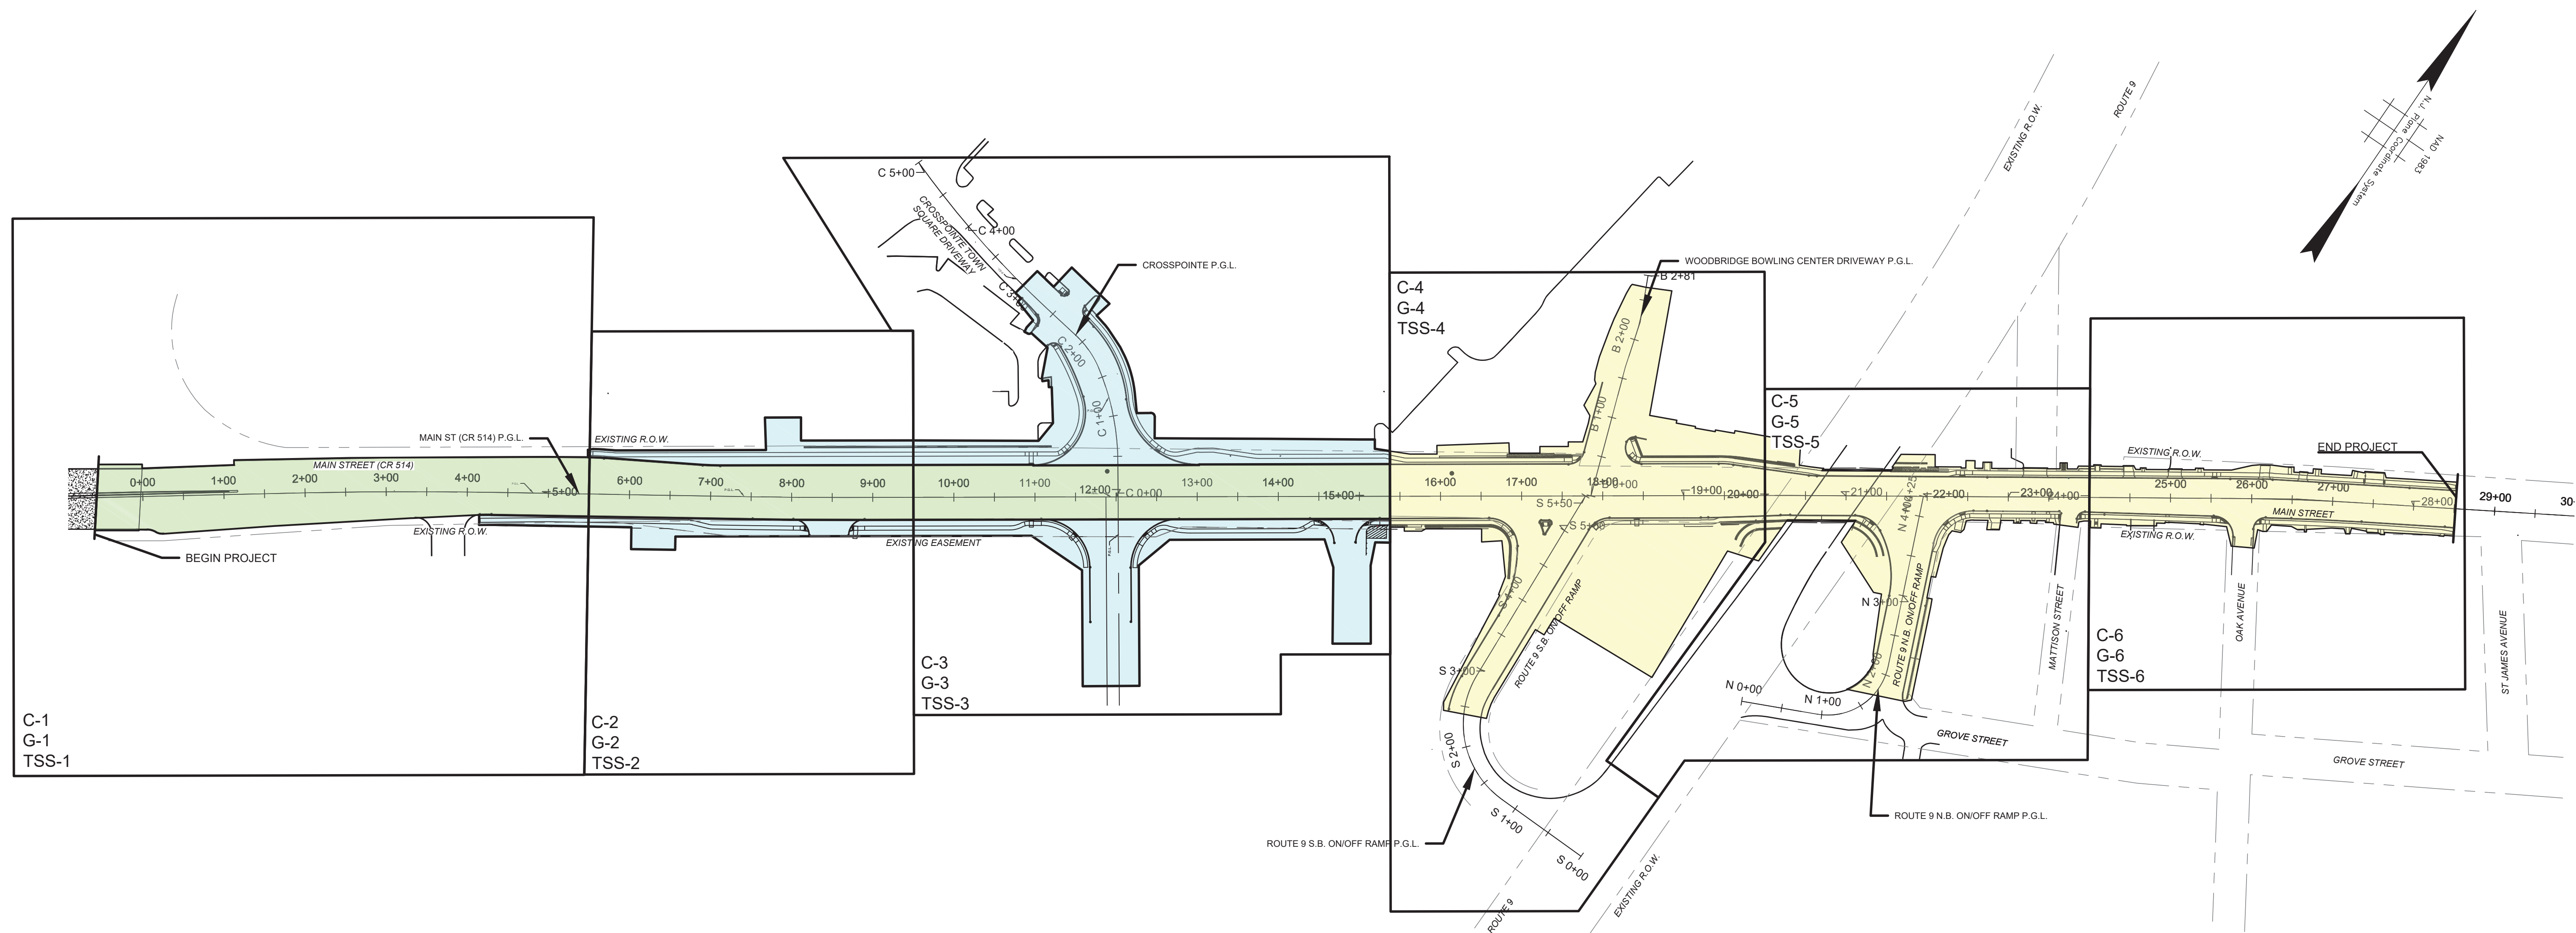 EXISTING R.O.W.
ROUTE 9
N.J. Plane Coordinate System
NAD 1983
C 5+00
CROSSPOINTE TOWN
SQUARE DRIVEWAY
C 4+00
CROSSPOINTE P.G.L.
C 2+00
C 1+00
C 0+00
WOODBRIDGE BOWLING CENTER DRIVEWAY P.G.L.
B 2+81
B 2+00
B 1+00
C-4
G-4
TSS-4
C-5
G-5
TSS-5
MAIN ST (CR 514) P.G.L.
EXISTING R.O.W.
MAIN STREET (CR 514)
EXISTING R.O.W.
END PROJECT
0+00
1+00
2+00
3+00
4+00
5+00
6+00
7+00
8+00
9+00
10+00
11+00
12+00
13+00
14+00
15+00
16+00
17+00
18+00
19+00
20+00
21+00
22+00
23+00
24+00
25+00
26+00
27+00
28+00
29+00
30
MAIN STREET
S 5+50
S 5+00
S 4+00
S 3+00
S 2+00
S 1+00
S 0+00
N 4+00
N 3+00
N 2+00
N 1+00
N 0+00
BEGIN PROJECT
EXISTING R.O.W.
EXISTING EASEMENT
EXISTING R.O.W.
ROUTE 9 S.B. ON/OFF RAMP
ROUTE 9 N.B. ON/OFF RAMP
MATTISON STREET
OAK AVENUE
ST JAMES AVENUE
C-1
G-1
TSS-1
C-2
G-2
TSS-2
C-3
G-3
TSS-3
C-6
G-6
TSS-6
GROVE STREET
GROVE STREET
ROUTE 9 N.B. ON/OFF RAMP P.G.L.
ROUTE 9 S.B. ON/OFF RAMP P.G.L.
EXISTING R.O.W.
ROUTE 9